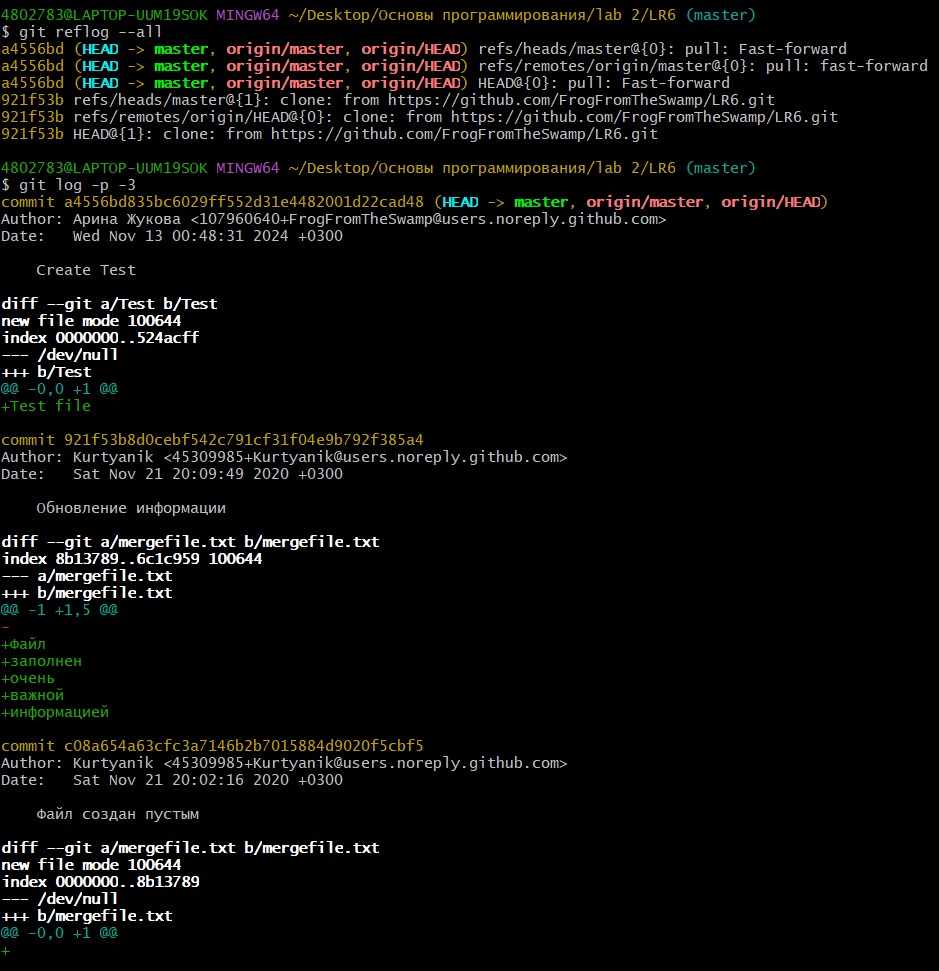 4802783@LAPTOP-UUM19SOK MINGW64 ~/Desktop/Основы программирования/lab 2/LR6 (master)
$ git reflog --all
a4556bd (HEAD -> master, origin/master, origin/HEAD) refs/heads/master@{0}: pull: Fast-forward
a4556bd (HEAD -> master, origin/master, origin/HEAD) refs/remotes/origin/master@{0}: pull: fast-forward
a4556bd (HEAD -> master, origin/master, origin/HEAD) HEAD@{0}: pull: Fast-forward
921f53b refs/heads/master@{1}: clone: from https://github.com/FrogFromTheSwamp/LR6.git
921f53b refs/remotes/origin/HEAD@{0}: clone: from https://github.com/FrogFromTheSwamp/LR6.git
921f53b HEAD@{1}: clone: from https://github.com/FrogFromTheSwamp/LR6.git
4802783@LAPTOP-UUM19SOK MINGW64 ~/Desktop/Основы программирования/lab 2/LR6 (master)
$ git log -p -3
commit a4556bd835bc6029ff552d31e4482001d22cad48 (HEAD -> master, origin/master, origin/HEAD)
Author: Арина Жукова <107960640+FrogFromTheSwamp@users.noreply.github.com>
Date:   Wed Nov 13 00:48:31 2024 +0300
    Create Test
diff --git a/Test b/Test
new file mode 100644
index 0000000..524acff
--- /dev/null
+++ b/Test
@@ -0,0 +1 @@
+Test file
commit 921f53b8d0cebf542c791cf31f04e9b792f385a4
Author: Kurtyanik <45309985+Kurtyanik@users.noreply.github.com>
Date:   Sat Nov 21 20:09:49 2020 +0300
    Обновление информации
diff --git a/mergefile.txt b/mergefile.txt
index 8b13789..6c1c959 100644
--- a/mergefile.txt
+++ b/mergefile.txt
@@ -1 +1,5 @@
-
+Файл
+заполнен
+очень
+важной
+информацией
commit c08a654a63cfc3a7146b2b7015884d9020f5cbf5
Author: Kurtyanik <45309985+Kurtyanik@users.noreply.github.com>
Date:   Sat Nov 21 20:02:16 2020 +0300
    Файл создан пустым
diff --git a/mergefile.txt b/mergefile.txt
new file mode 100644
index 0000000..8b13789
--- /dev/null
+++ b/mergefile.txt
@@ -0,0 +1 @@
+